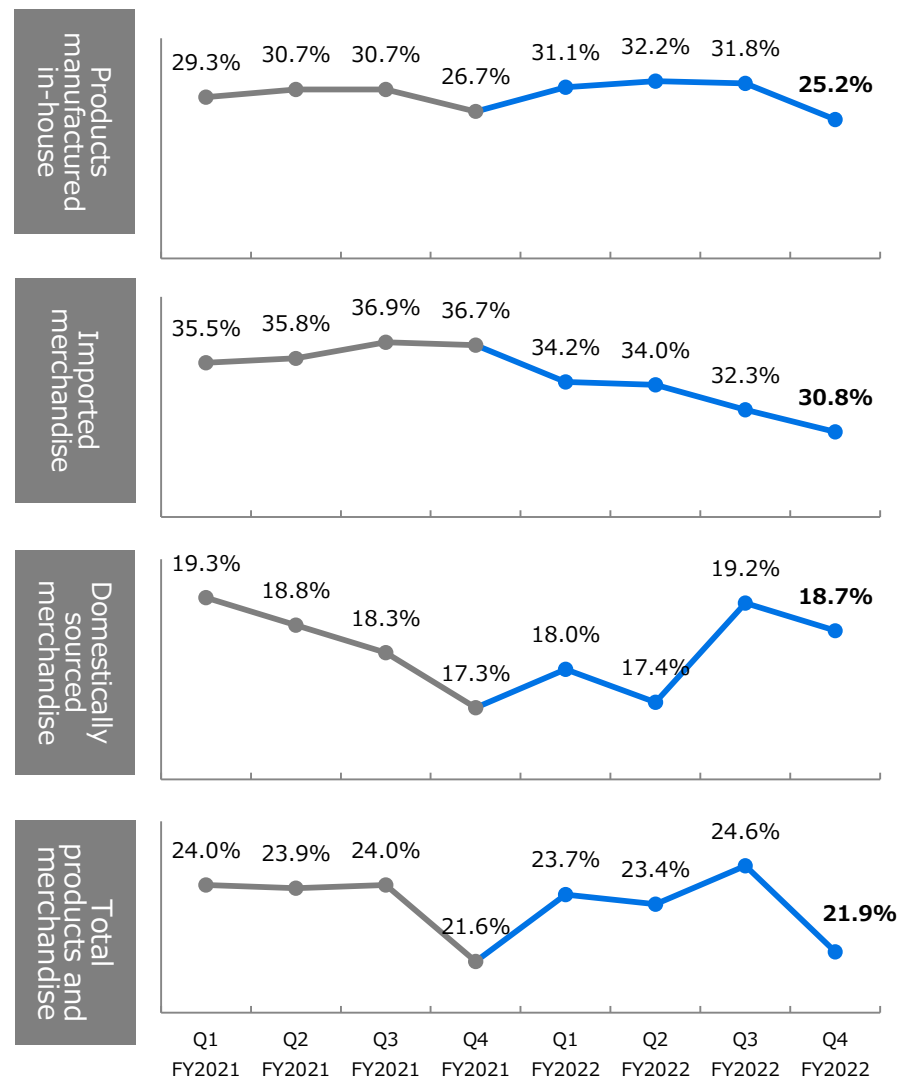 Products
manufactured
in-house
29.3%
30.7%
30.7%
26.7%
31.1%
32.2%
31.8%
25.2%
Imported
merchandise
35.5%
35.8%
36.9%
36.7%
34.2%
34.0%
32.3%
30.8%
Domestically
sourced
merchandise
19.3%
18.8%
18.3%
17.3%
18.0%
17.4%
19.2%
18.7%
Total
products and
merchandise
24.0%
23.9%
24.0%
21.6%
23.7%
23.4%
24.6%
21.9%
Q1 Q2 Q3 Q4 Q1 Q2 Q3 Q4
FY2021 FY2021 FY2021 FY2021 FY2022 FY2022 FY2022 FY2022